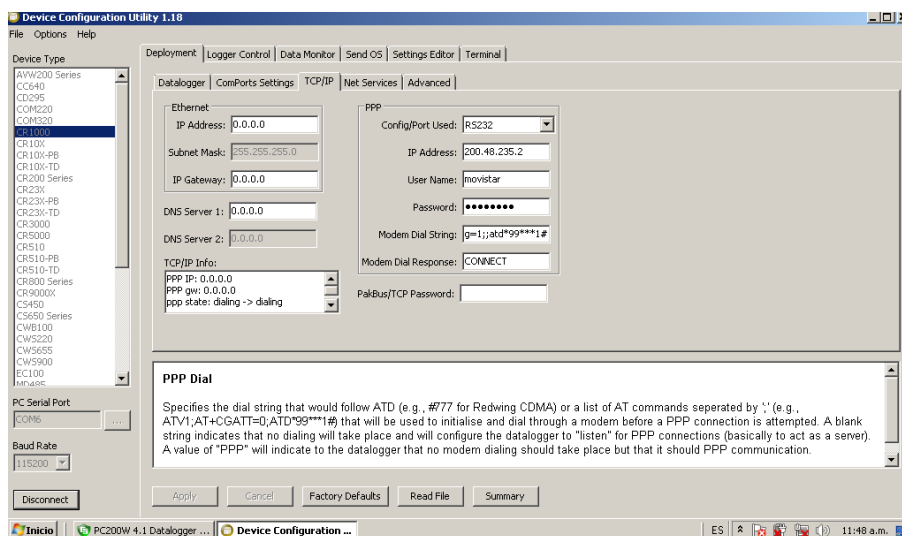 Device Configuration Utility 1.18
File Options Help
Device Type
AVW200 Series
CC640
CD295
COM220
COM320
CR1000
CR10X
CR10X-PB
CR10X-TD
CR200 Series
CR23X
CR23X-PB
CR23X-TD
CR3000
CR5000
CR510
CR510-PB
CR510-TD
CR800 Series
CR9000X
CS450
CS650 Series
CWB100
CWS220
CWS655
CWS900
EC100
MD485
PC Serial Port
COM6
...
Baud Rate
115200
Disconnect
Deployment Logger Control Data Monitor Send OS Settings Editor Terminal
Datalogger ComPorts Settings TCP/IP Net Services Advanced
Ethernet
IP Address: 0.0.0.0
Subnet Mask: 255.255.255.0
IP Gateway: 0.0.0.0
DNS Server 1: 0.0.0.0
DNS Server 2: 0.0.0.0
TCP/IP Info:
PPP IP: 0.0.0.0
PPP gw: 0.0.0.0
ppp state: dialing -> dialing
PPP
Config/Port Used: RS232
IP Address: 200.48.235.2
User Name: movistar
Password: ●●●●●●●●
Modem Dial String: g=1;;atd*99***1#
Modem Dial Response: CONNECT
PakBus/TCP Password:
PPP Dial
Specifies the dial string that would follow ATD (e.g., #777 for Redwing CDMA) or a list of AT commands seperated by ';' (e.g.,
ATV1;AT+CGATT=0;ATD*99***1#) that will be used to initialise and dial through a modem before a PPP connection is attempted. A blank
string indicates that no dialing will take place and will configure the datalogger to "listen" for PPP connections (basically to act as a server).
A value of "PPP" will indicate to the datalogger that no modem dialing should take place but that it should PPP communication.
Apply Cancel Factory Defaults Read File Summary
Inicio PC200W 4.1 Datalogger ... Device Configuration ... ES 11:48 a.m.